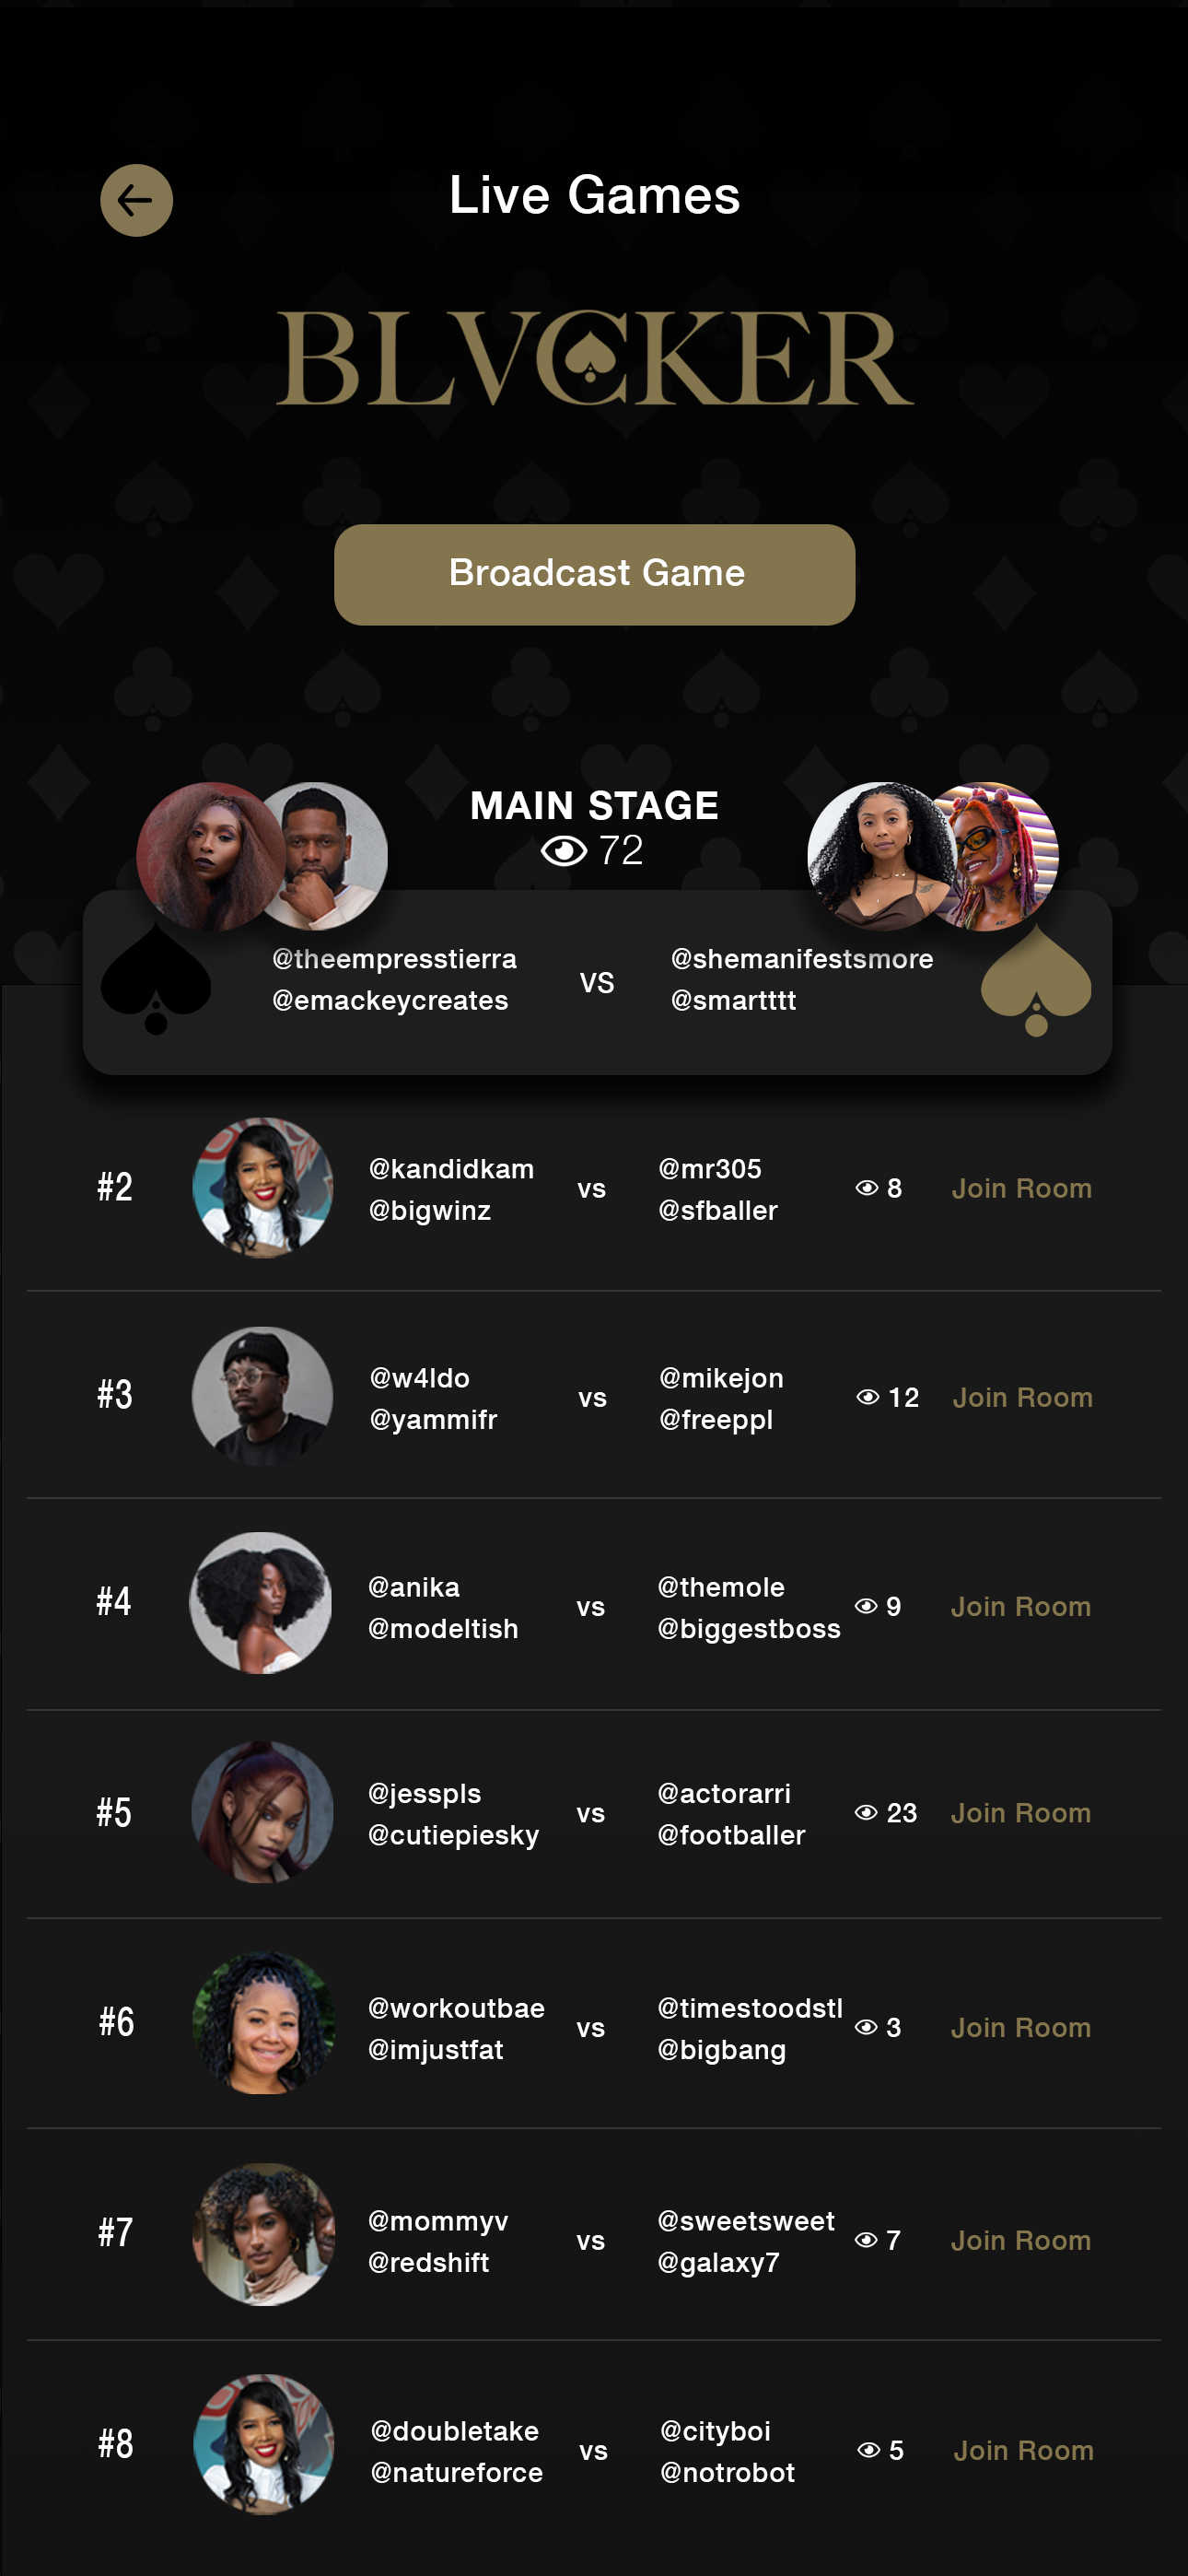 Live Games
BLVCKER
Broadcast Game
MAIN STAGE
72
@theempresstierra
@emackeycreates
VS
@shemanifestsmore
@smartttt
#2
@kandidkam
@bigwinz
vs
@mr305
@sfballer
8
Join Room
#3
@w4ldo
@yammifr
vs
@mikejon
@freeppl
12
Join Room
#4
@anika
@modeltish
vs
@themole
@biggestboss
9
Join Room
#5
@jesspls
@cutiepiesky
vs
@actorarri
@footballer
23
Join Room
#6
@workoutbae
@imjustfat
vs
@timestoodstl
@bigbang
3
Join Room
#7
@mommyv
@redshift
vs
@sweetsweet
@galaxy7
7
Join Room
#8
@doubletake
@natureforce
vs
@cityboi
@notrobot
5
Join Room